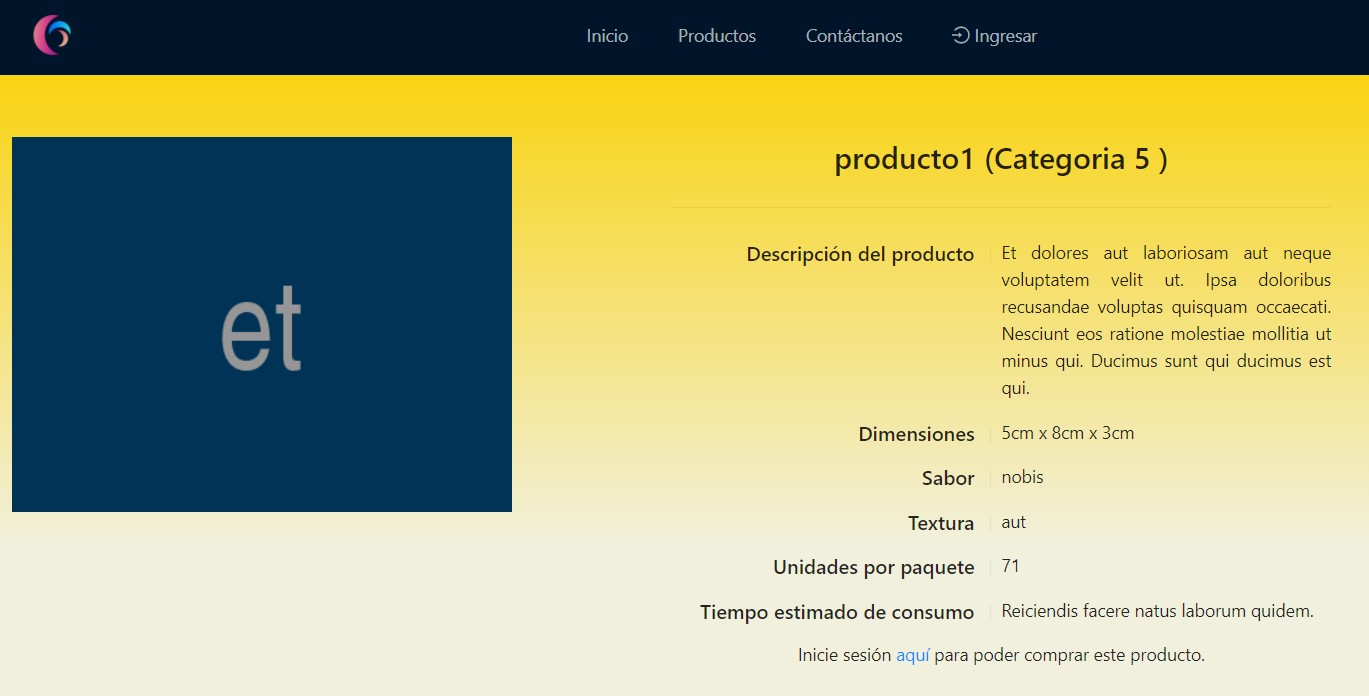 Inicio Productos Contáctanos Ingresar
et
producto1 (Categoria 5 )
Descripción del producto
Et dolores aut laboriosam aut neque
voluptatem velit ut. Ipsa doloribus
recusandae voluptas quisquam occaecati.
Nesciunt eos ratione molestiae mollitia ut
minus qui. Ducimus sunt qui ducimus est
qui.
Dimensiones 5cm x 8cm x 3cm
Sabor nobis
Textura aut
Unidades por paquete 71
Tiempo estimado de consumo Reiciendis facere natus laborum quidem.
Inicie sesión aquí para poder comprar este producto.